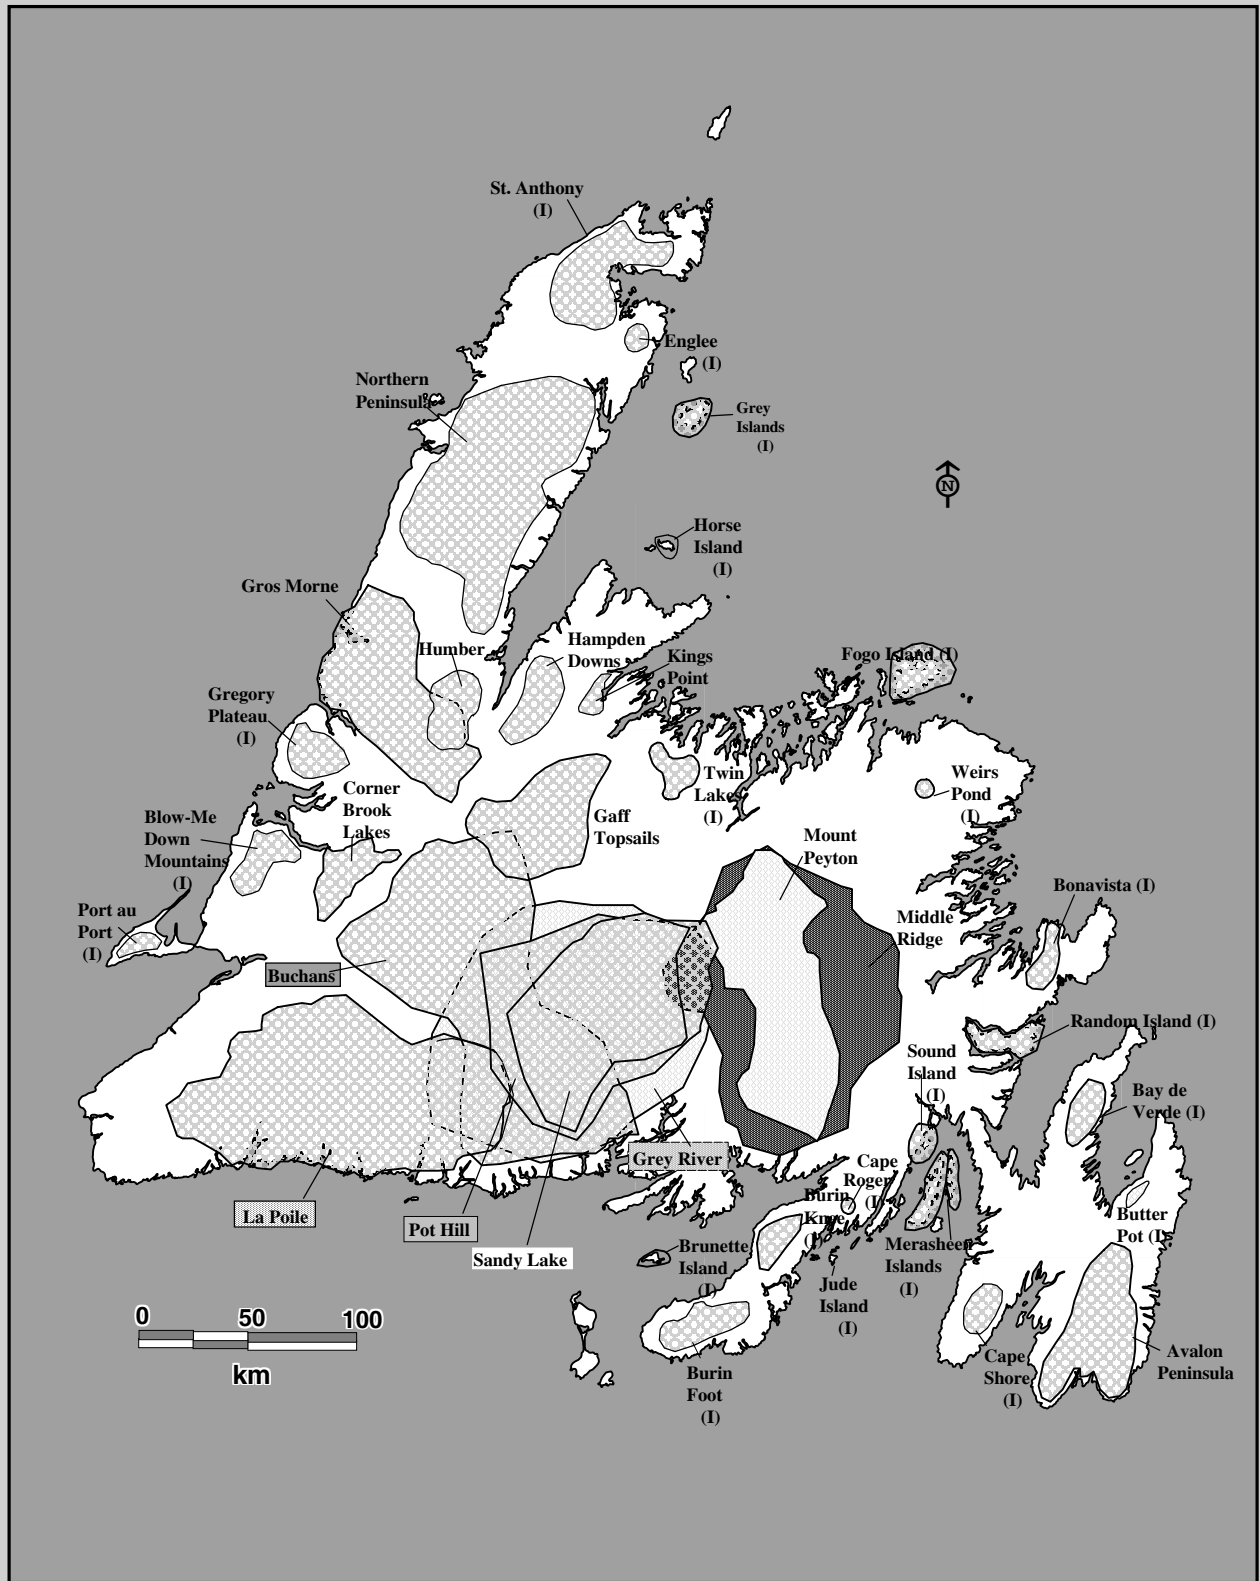 St. Anthony
(I)
Englee
(I)
Northern
Peninsula
Grey
Islands
(I)
N
Horse
Island
(I)
Gros Morne
Humber
Hampden
Downs
Kings
Point
Fogo Island (I)
Gregory
Plateau
(I)
Corner
Brook
Lakes
Twin
Lakes
(I)
Weirs
Pond
(I)
Blow-Me
Down
Mountains
(I)
Gaff
Topsails
Mount
Peyton
Bonavista (I)
Port au
Port
(I)
Middle
Ridge
Buchans
Random Island (I)
Sound
Island
(I)
Bay de
Verde (I)
Grey River
Cape
Roger
(I)
Burin
Knee
(I)
La Poile
Pot Hill
Sandy Lake
Butter
Pot (I)
Brunette
Island
(I)
Merasheen
Islands
(I)
Jude
Island
(I)
0 50 100
km
Burin
Foot
(I)
Cape
Shore
(I)
Avalon
Peninsula